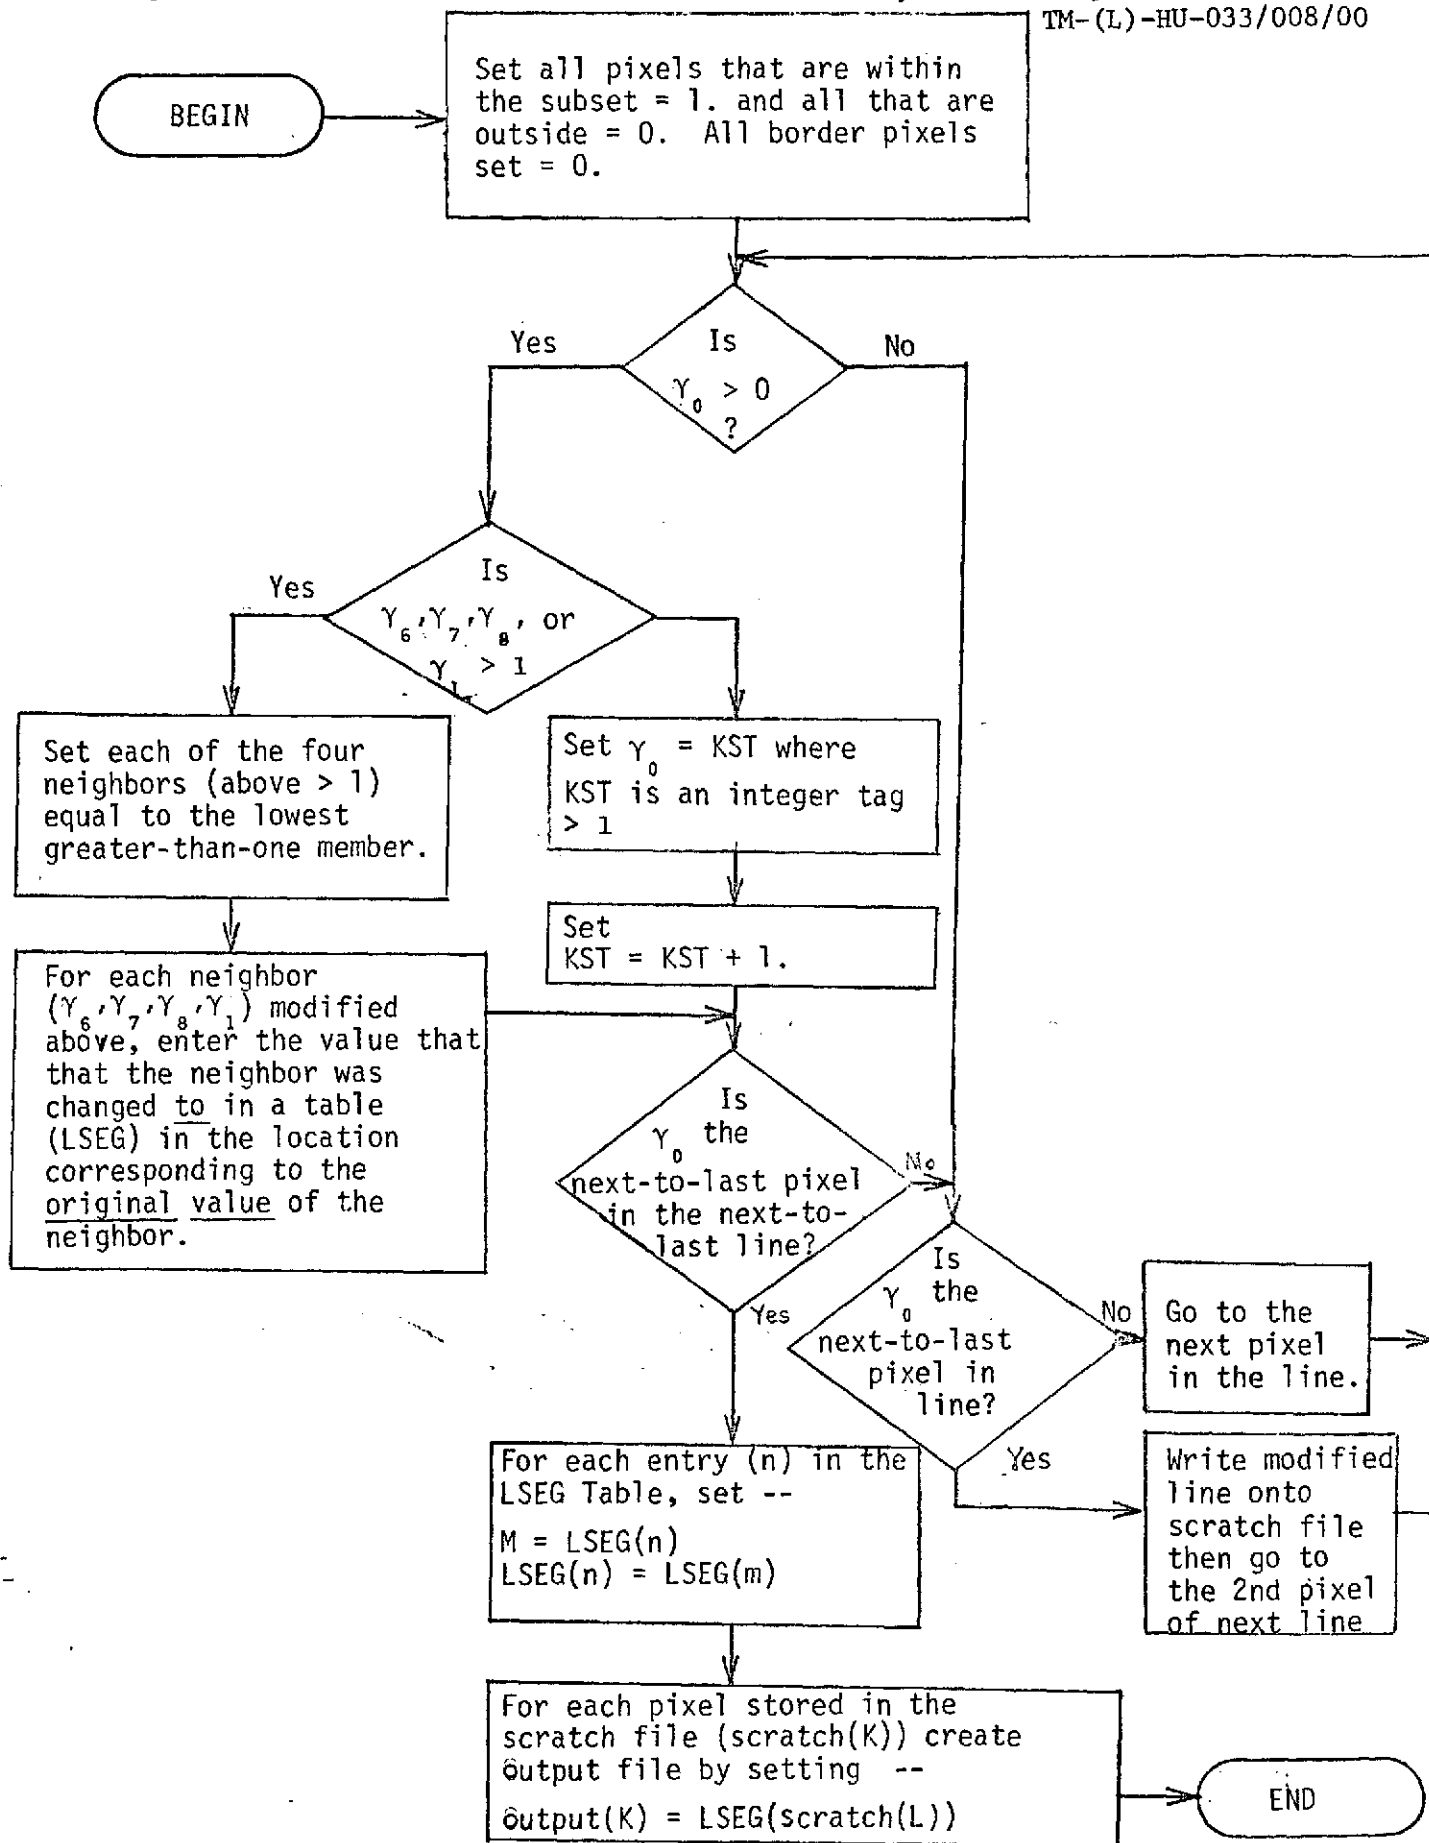 TM-(L)-HU-033/008/00
BEGIN
Set all pixels that are within
the subset = 1. and all that are
outside = 0. All border pixels
set = 0.
Is
γ₀ > 0
?
Yes
No
Is
γ₆,γ₇,γ₈, or
γ₁ > 1
Yes
Set each of the four
neighbors (above > 1)
equal to the lowest
greater-than-one member.
Set γ₀ = KST where
KST is an integer tag
> 1
Set
KST = KST + 1.
For each neighbor
(γ₆,γ₇,γ₈,γ₁) modified
above, enter the value that
that the neighbor was
changed to in a table
(LSEG) in the location
corresponding to the
original value of the
neighbor.
Is
γ₀ the
next-to-last pixel
in the next-to-
last line?
No
Yes
Is
γ₀ the
next-to-last
pixel in
line?
No
Yes
Go to the
next pixel
in the line.
Write modified
line onto
scratch file
then go to
the 2nd pixel
of next line
For each entry (n) in the
LSEG Table, set --
M = LSEG(n)
LSEG(n) = LSEG(m)
For each pixel stored in the
scratch file (scratch(K)) create
output file by setting --
output(K) = LSEG(scratch(L))
END